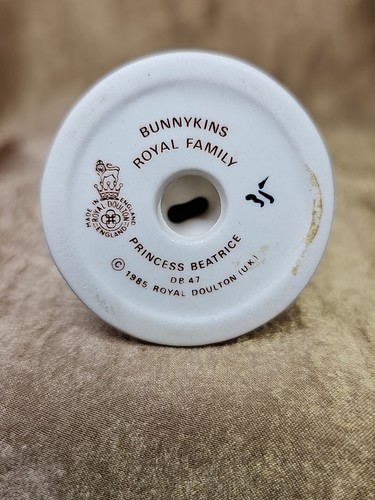 BUNNYKINS
ROYAL FAMILY
MADE IN ENGLAND
ROYAL DOULTON
ENGLAND
PRINCESS BEATRICE
DB 47
© 1985 ROYAL DOULTON (U.K.)